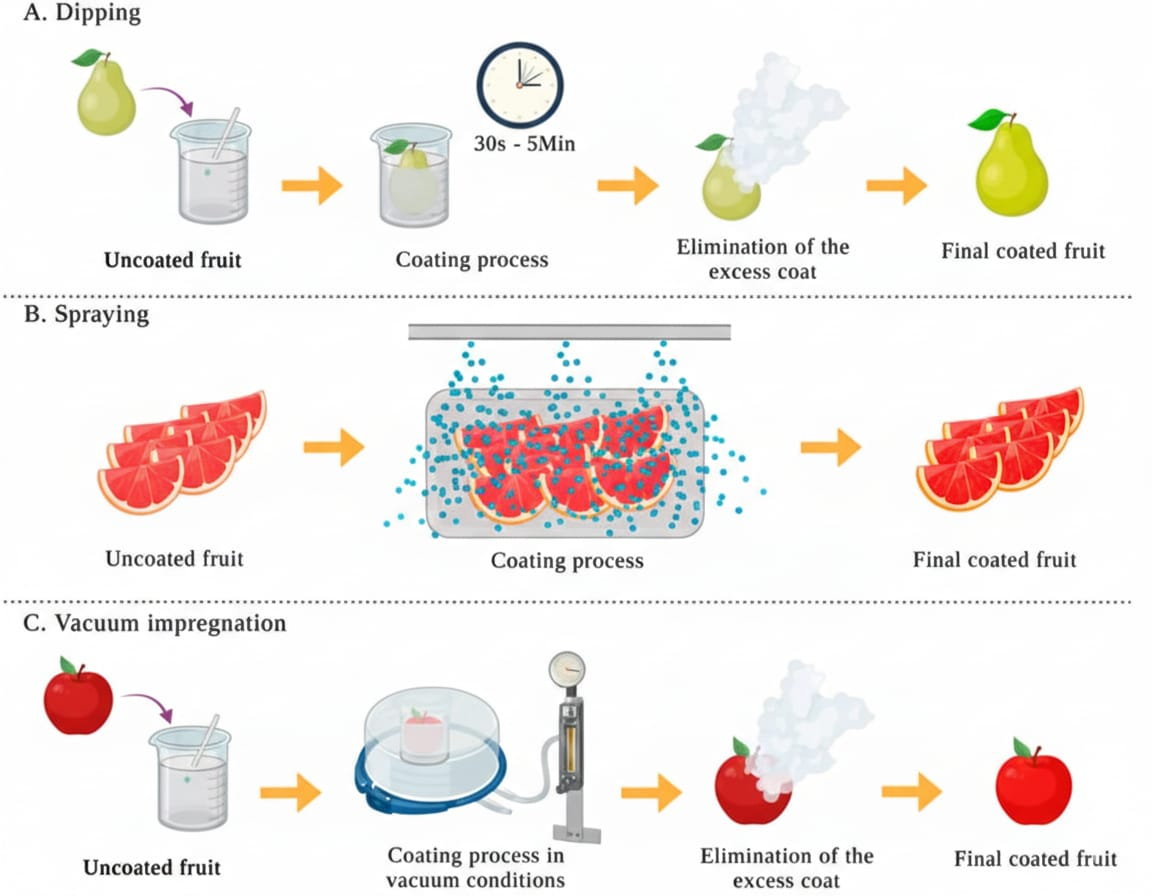 A. Dipping
30s - 5Min
Uncoated fruit
Coating process
Elimination of the
excess coat
Final coated fruit
B. Spraying
Uncoated fruit
Coating process
Final coated fruit
C. Vacuum impregnation
Uncoated fruit
Coating process in
vacuum conditions
Elimination of the
excess coat
Final coated fruit